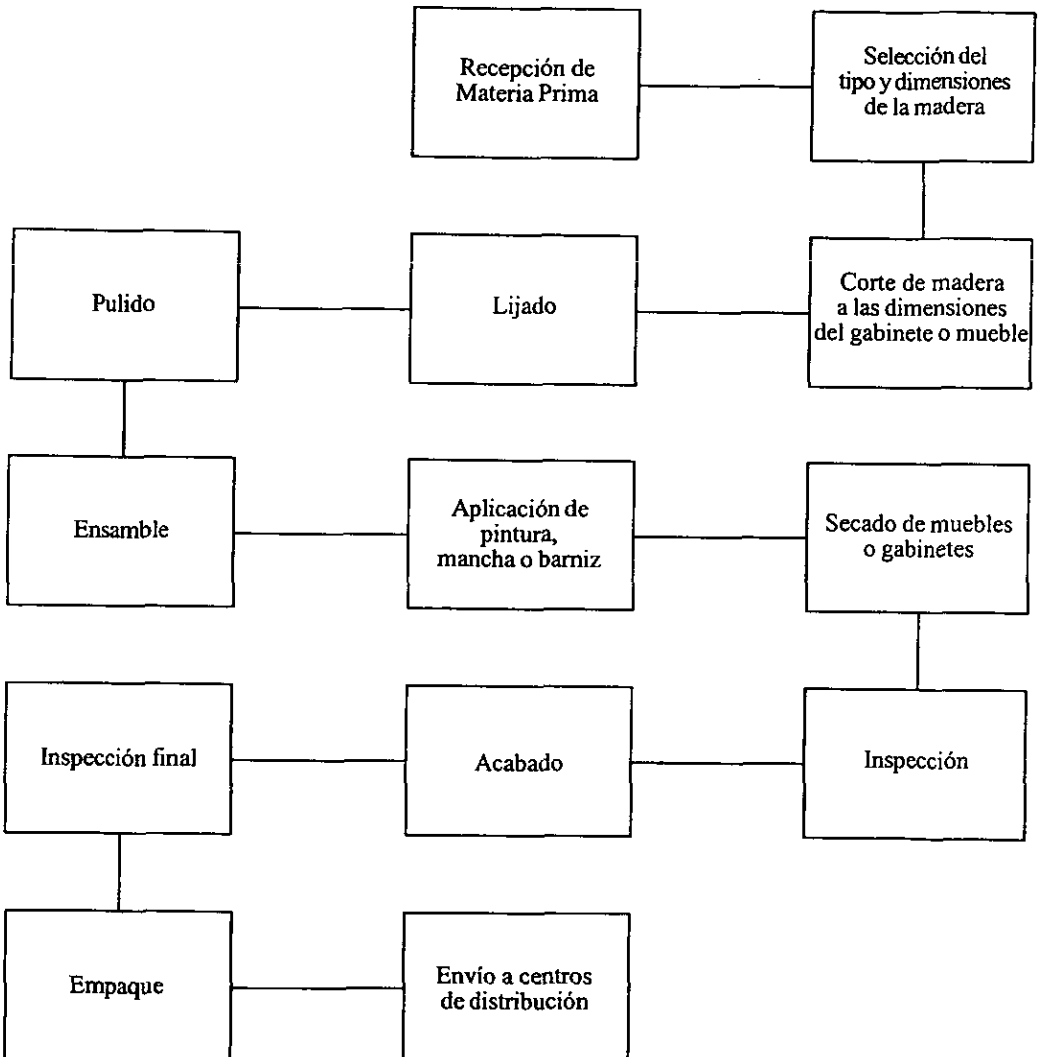 Recepción de
Materia Prima
Selección del
tipo y dimensiones
de la madera
Pulido
Lijado
Corte de madera
a las dimensiones
del gabinete o mueble
Ensamble
Aplicación de
pintura,
mancha o barniz
Secado de muebles
o gabinetes
Inspección final
Acabado
Inspección
Empaque
Envío a centros
de distribución